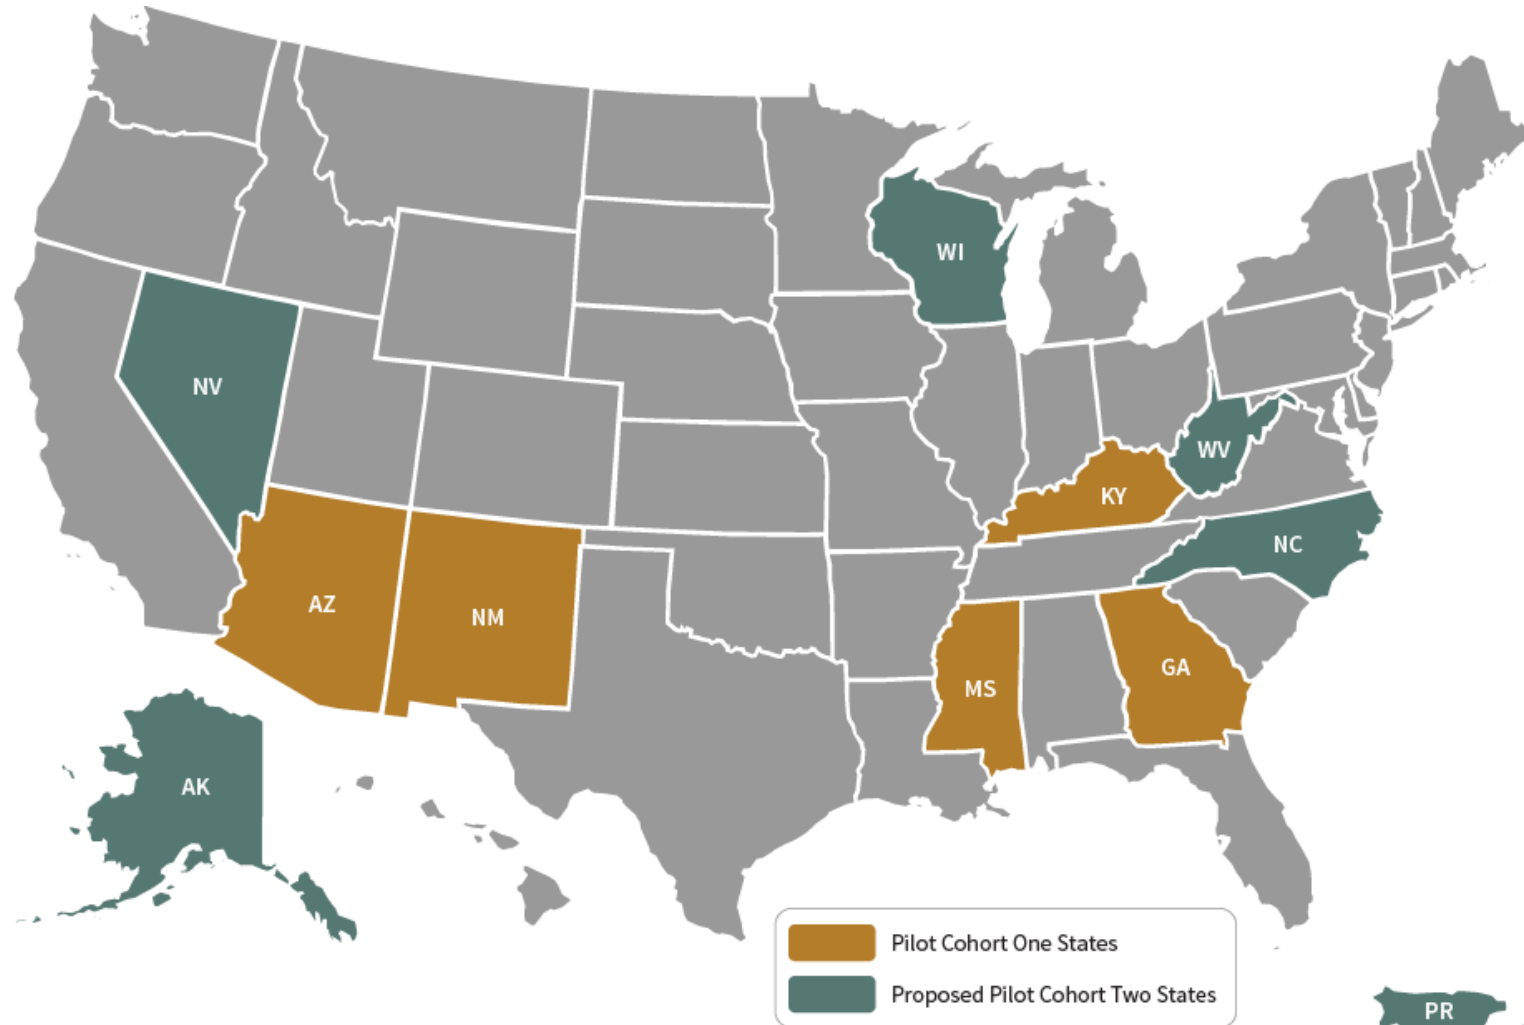 WI
NV
WV
KY
NC
AZ
NM
GA
MS
AK
Pilot Cohort One States
Proposed Pilot Cohort Two States
PR